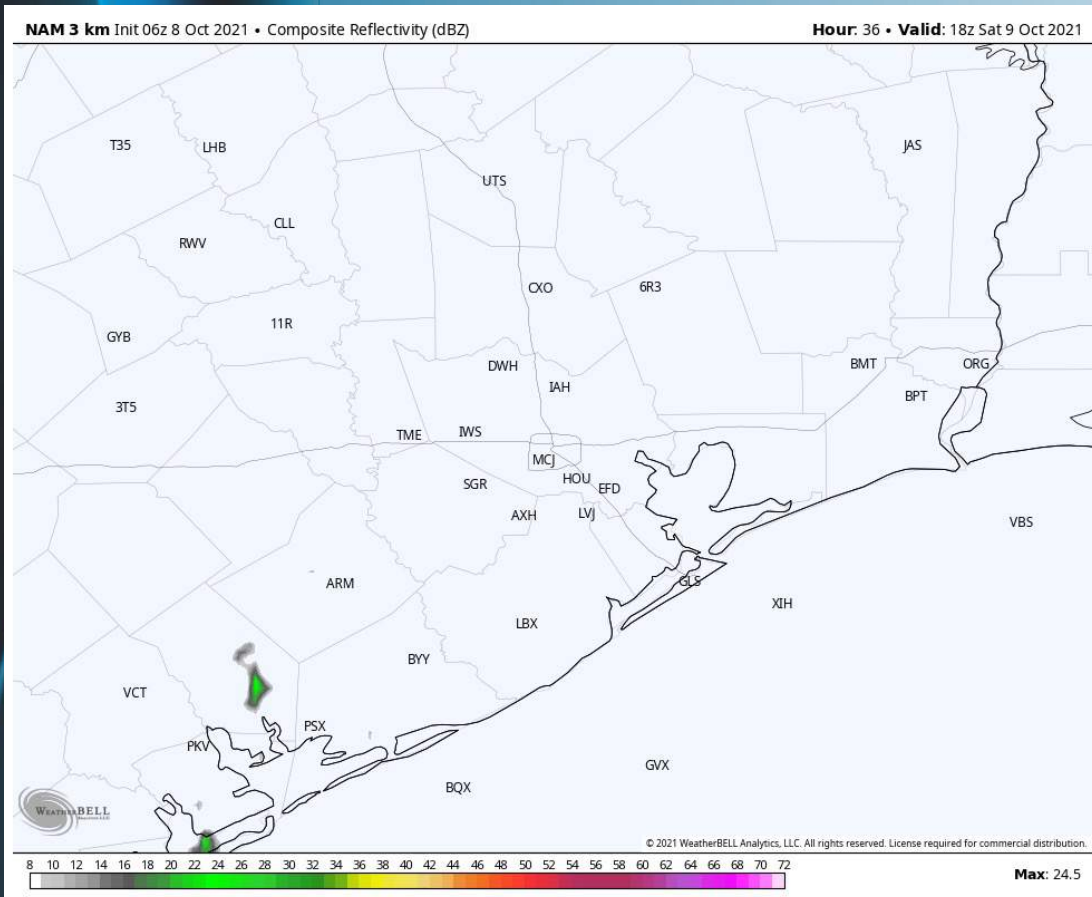 NAM 3 km Init 06z 8 Oct 2021 • Composite Reflectivity (dBZ) Hour: 36 • Valid: 18z Sat 9 Oct 2021
T35 LHB JAS
UTS
CLL
RWV
CXO 6R3
11R
GYB
DWH BMT ORG
IAH
BPT
3T5
TME IWS
MCJ
SGR HOU EFD
AXH LVJ
VBS
ARM GLS
XIH
LBX
BYY
VCT
PSX
PKV
GVX
BQX
WEATHERBELL
© 2021 WeatherBELL Analytics, LLC. All rights reserved. License required for commercial distribution.
8 10 12 14 16 18 20 22 24 26 28 30 32 34 36 38 40 42 44 46 48 50 52 54 56 58 60 62 64 66 68 70 72
Max: 24.5